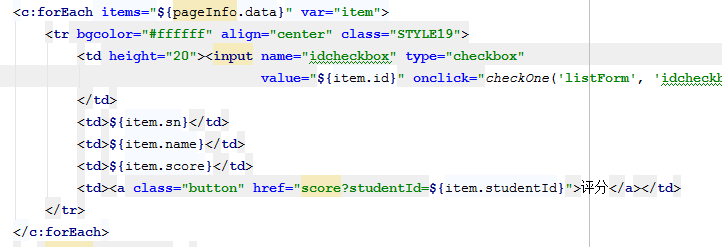 <c:forEach items="${pageInfo.data}" var="item">
<tr bgcolor="#ffffff" align="center" class="STYLE19">
<td height="20"><input name="idcheckbox" type="checkbox"
value="${item.id}" onclick="checkOne('listForm', 'idcheckb
</td>
<td>${item.sn}</td>
<td>${item.name}</td>
<td>${item.score}</td>
<td><a class="button" href="score?studentId=${item.studentId}">评分</a></td>
</tr>
</c:forEach>